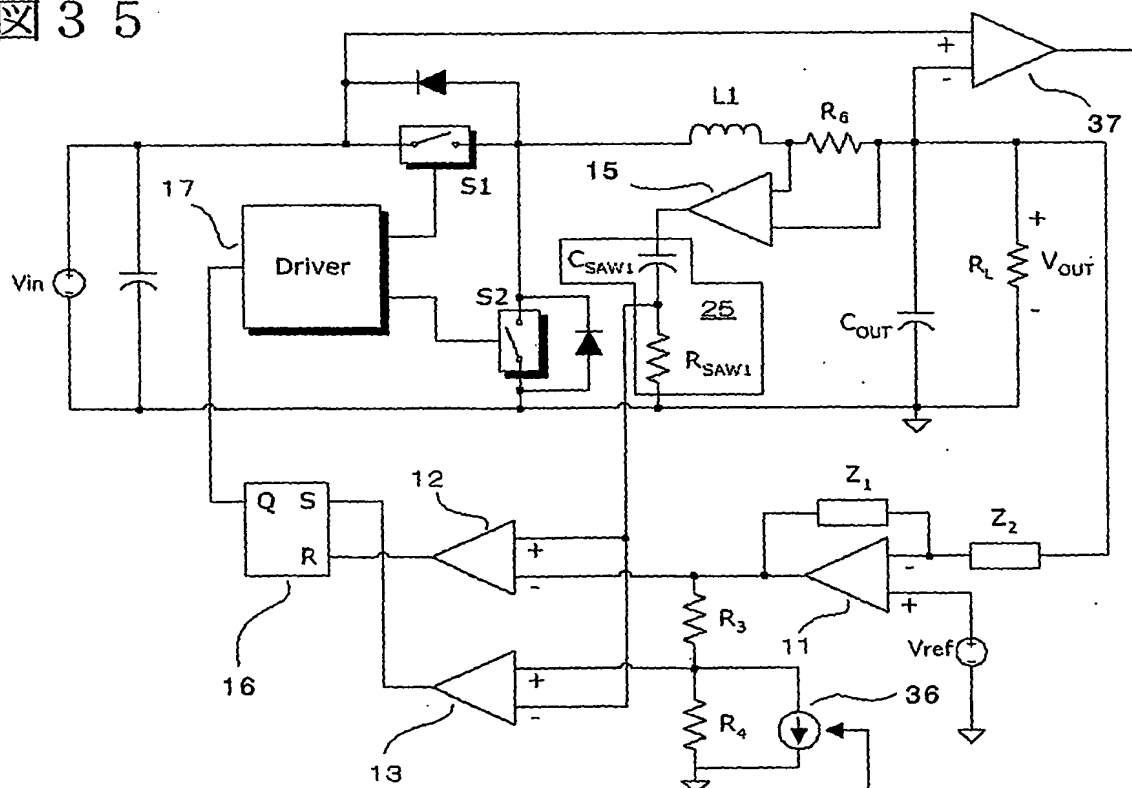 図３５
+
-
37
L1
R6
15
S1
17
Driver
Vin
CSAW1
25
RSAW1
S2
RL
+
VOUT
-
COUT
12
Q S
R
+
-
16
Z1
Z2
-
+
11
Vref
R3
+
-
13
R4
36